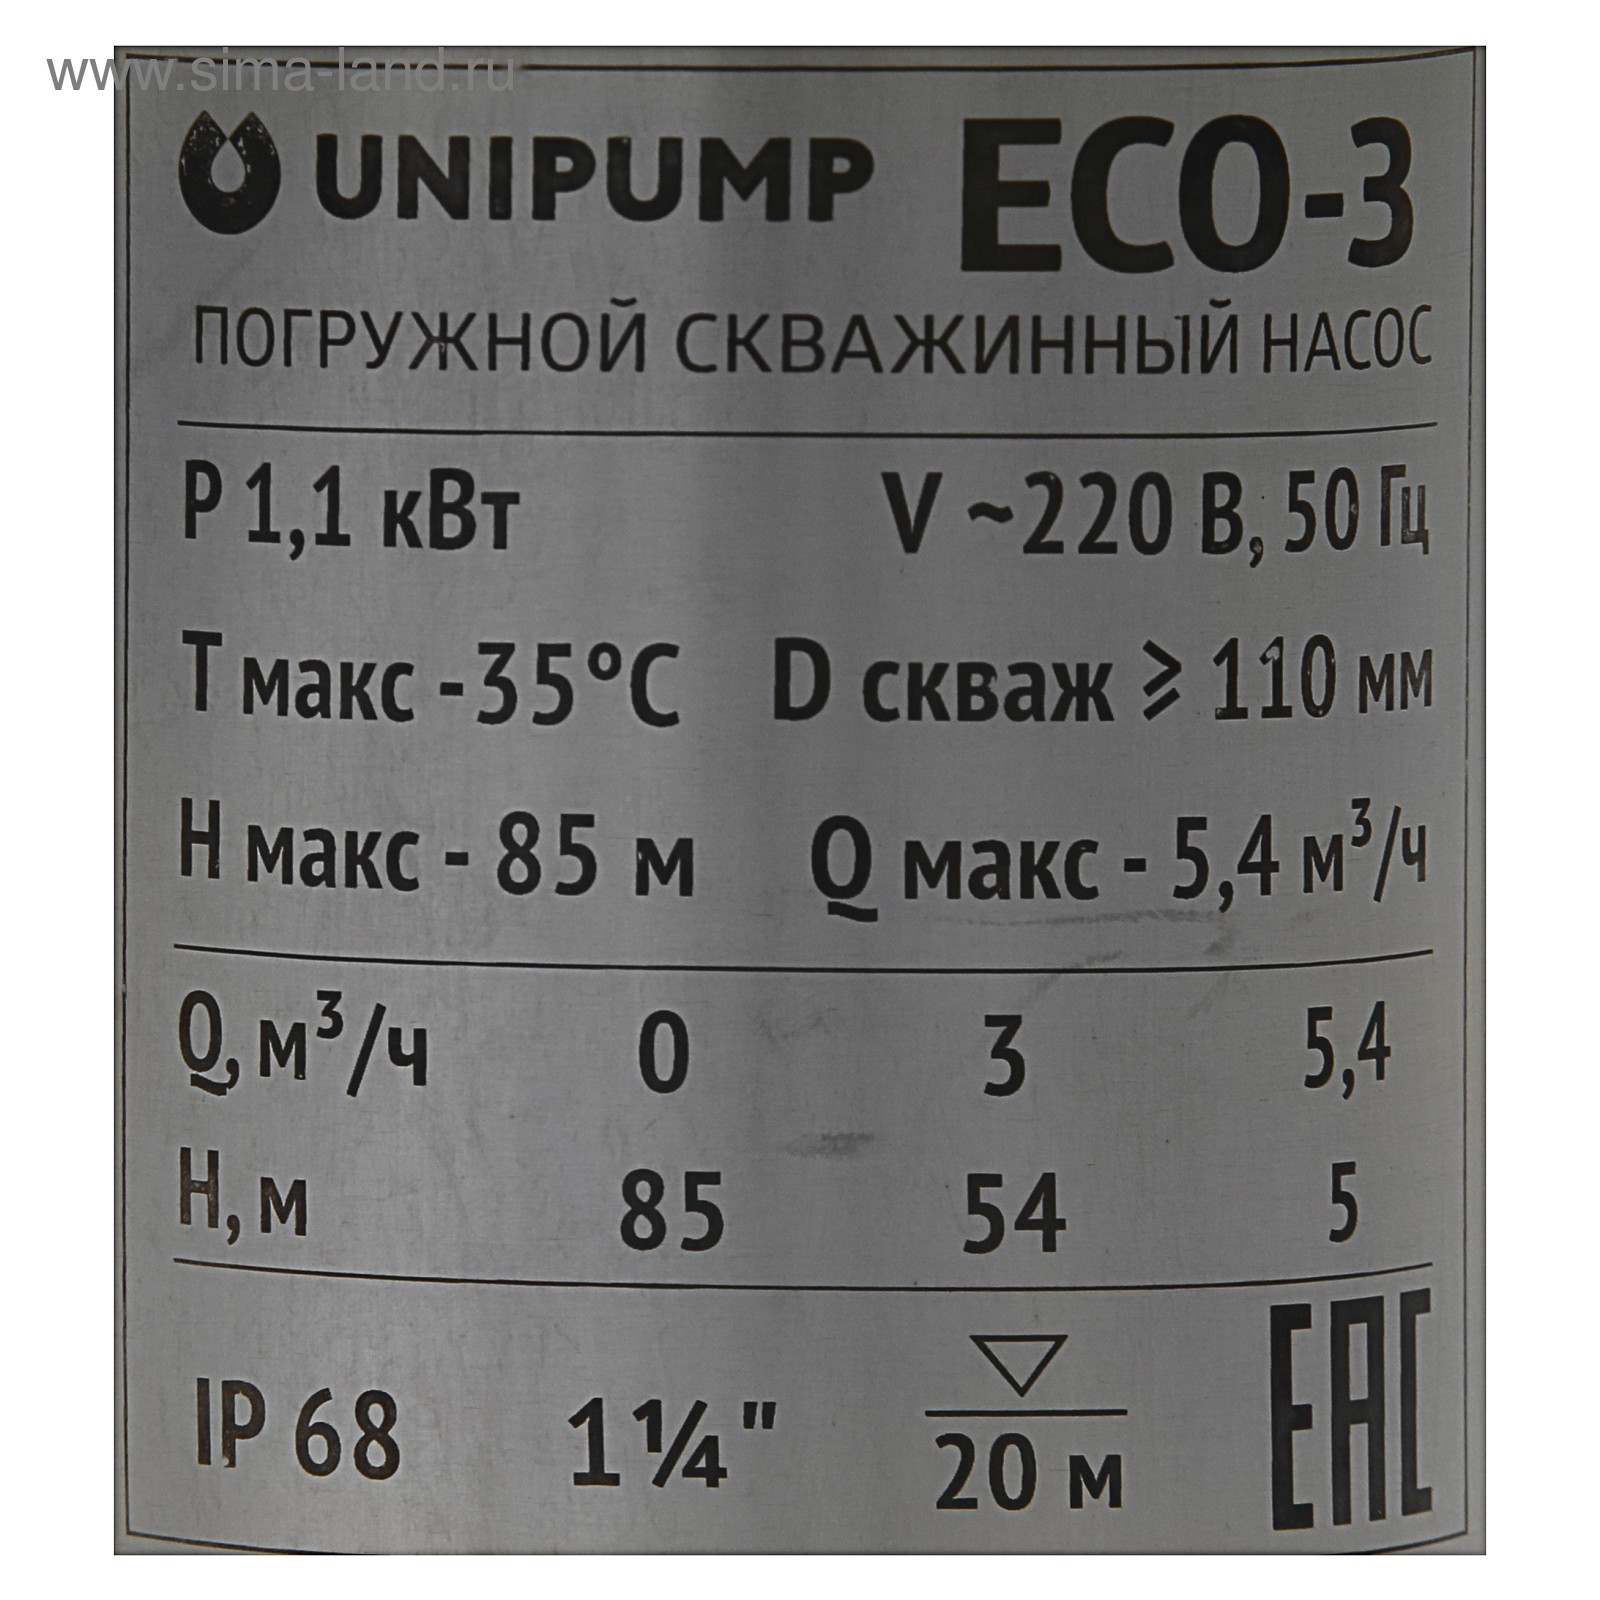 www.sima-land.ru
UNIPUMP ECO-3
ПОГРУЖНОЙ СКВАЖИННЫЙ НАСОС
P 1,1 кВт V ~220 В, 50 Гц
Т макс -35°C D скваж ⩾ 110 мм
Н макс - 85 м Q макс - 5,4 м³/ч
Q, м³/ч 0 3 5,4
Н, м 85 54 5
IP 68 1¼" 20 м EAC